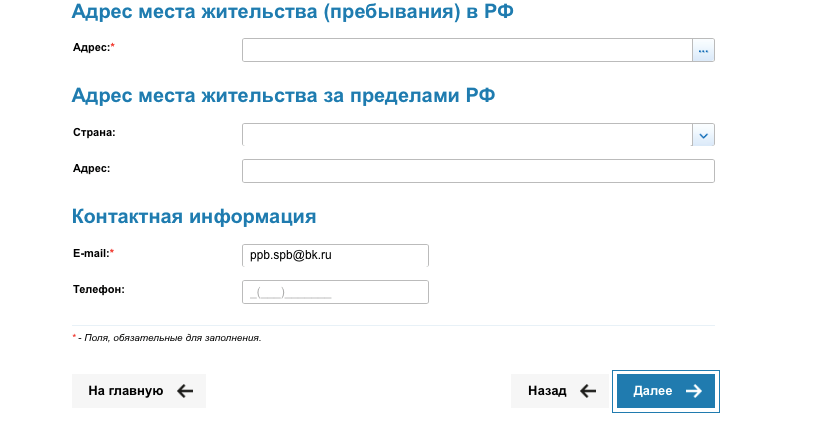 Адрес места жительства (пребывания) в РФ
Адрес:*
...
Адрес места жительства за пределами РФ
Страна:
Адрес:
Контактная информация
E-mail:* ppb.spb@bk.ru
Телефон: _(___)_______
* - Поля, обязательные для заполнения.
На главную Назад Далее